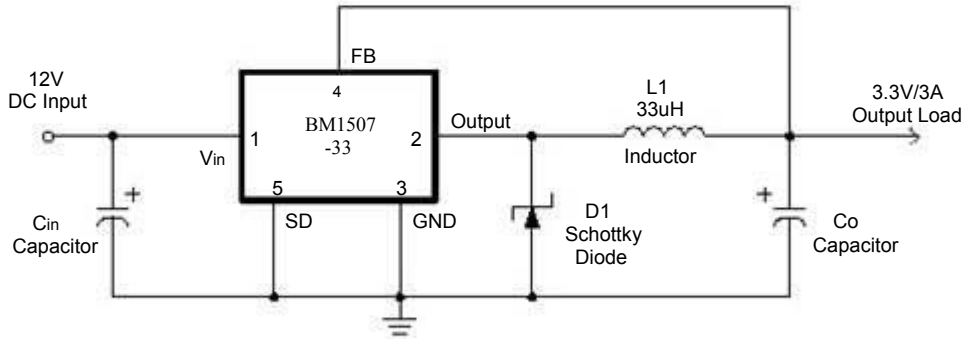 FB
12V
DC Input
4
L1
33uH
3.3V/3A
Output Load
BM1507
-33
1
2
Output
Vin
Inductor
5
3
SD
GND
+
Cin
Capacitor
D1
Schottky
Diode
+
Co
Capacitor